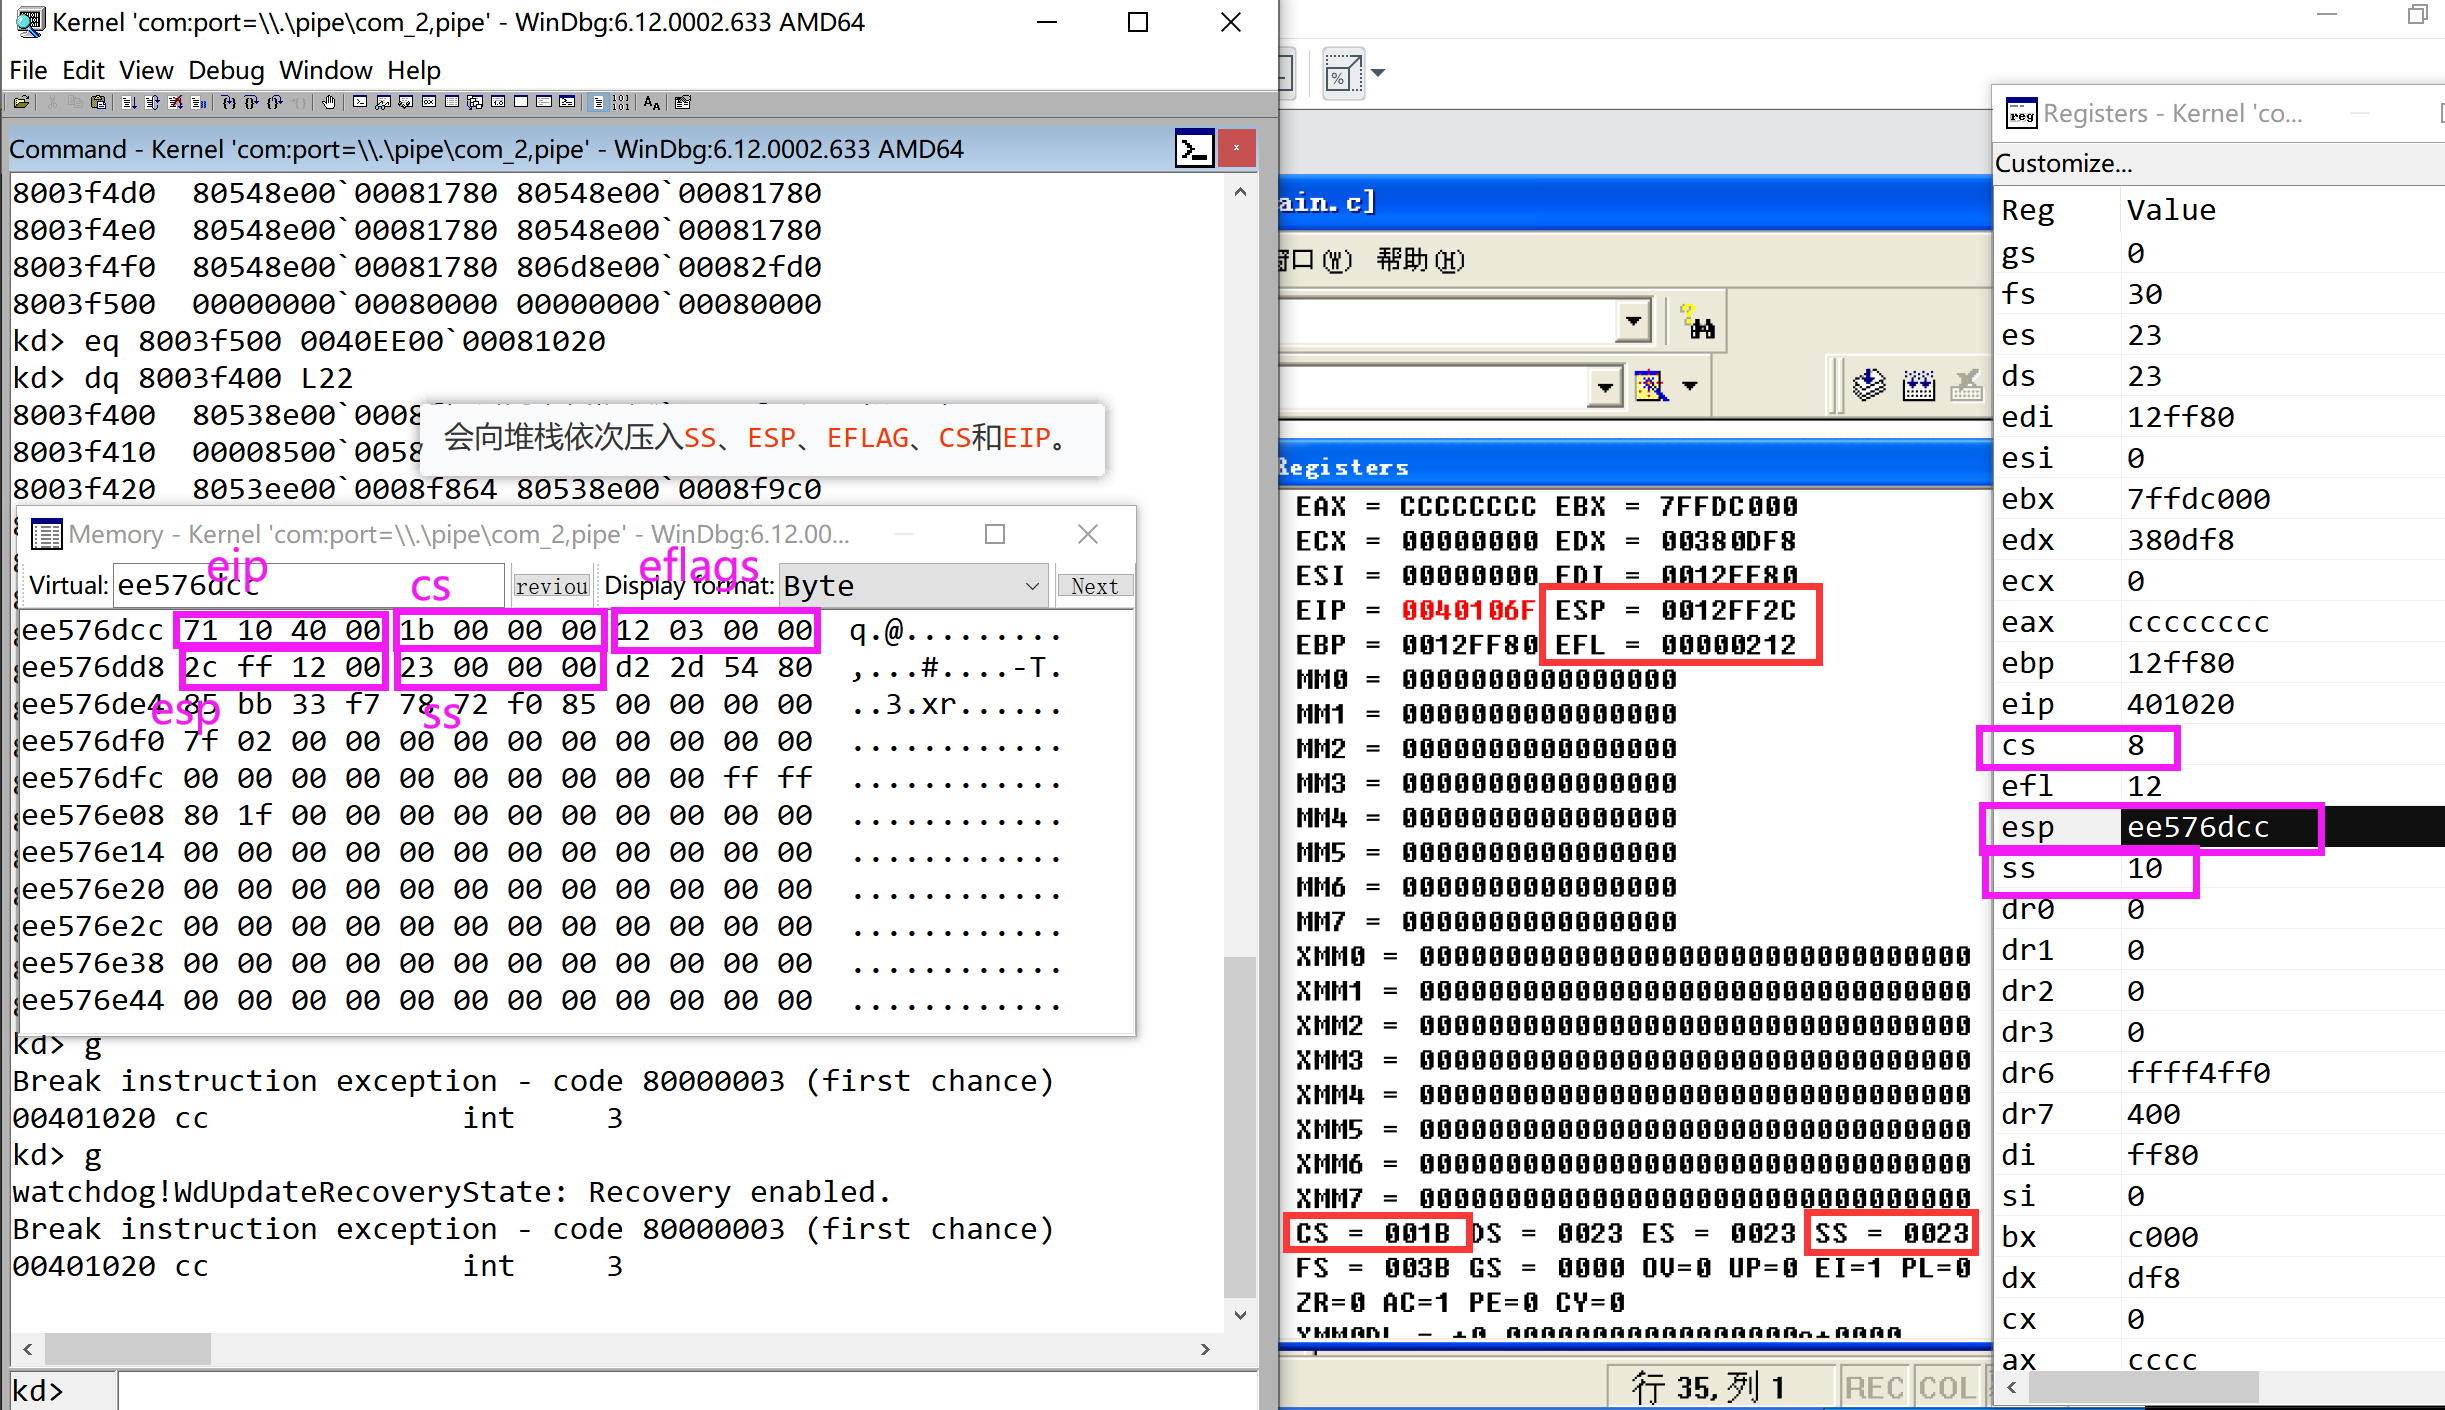 Kernel 'com:port=\\.\pipe\com_2,pipe' - WinDbg:6.12.0002.633 AMD64
File Edit View Debug Window Help
Command - Kernel 'com:port=\\.\pipe\com_2,pipe' - WinDbg:6.12.0002.633 AMD64
8003f4d0 80548e00`00081780 80548e00`00081780
8003f4e0 80548e00`00081780 80548e00`00081780
8003f4f0 80548e00`00081780 806d8e00`00082fd0
8003f500 00000000`00080000 00000000`00080000
kd> eq 8003f500 0040EE00`00081020
kd> dq 8003f400 L22
8003f400 80538e00`0008
8003f410 00008500`0058
8003f420 8053ee00`0008f864 80538e00`0008f9c0
会向堆栈依次压入SS、ESP、EFLAG、CS和EIP。
Memory - Kernel 'com:port=\\.\pipe\com_2,pipe' - WinDbg:6.12.00...
eip
cs
eflags
Virtual: ee576dcc reviou Display format: Byte Next
ee576dcc 71 10 40 00 1b 00 00 00 12 03 00 00 q.@.........
ee576dd8 2c ff 12 00 23 00 00 00 d2 2d 54 80 ,...#....-T.
ee576de4 85 bb 33 f7 78 72 f0 85 00 00 00 00 ..3.xr......
esp
ss
ee576df0 7f 02 00 00 00 00 00 00 00 00 00 00 ............
ee576dfc 00 00 00 00 00 00 00 00 00 00 ff ff ............
ee576e08 80 1f 00 00 00 00 00 00 00 00 00 00 ............
ee576e14 00 00 00 00 00 00 00 00 00 00 00 00 ............
ee576e20 00 00 00 00 00 00 00 00 00 00 00 00 ............
ee576e2c 00 00 00 00 00 00 00 00 00 00 00 00 ............
ee576e38 00 00 00 00 00 00 00 00 00 00 00 00 ............
ee576e44 00 00 00 00 00 00 00 00 00 00 00 00 ............
kd> g
Break instruction exception - code 80000003 (first chance)
00401020 cc int 3
kd> g
watchdog!WdUpdateRecoveryState: Recovery enabled.
Break instruction exception - code 80000003 (first chance)
00401020 cc int 3
kd>
ain.c]
窗口(W) 帮助(H)
Registers
EAX = CCCCCCCC EBX = 7FFDC000
ECX = 00000000 EDX = 00380DF8
ESI = 00000000 EDI = 0012FF80
EIP = 0040106F ESP = 0012FF2C
EBP = 0012FF80 EFL = 00000212
MM0 = 0000000000000000
MM1 = 0000000000000000
MM2 = 0000000000000000
MM3 = 0000000000000000
MM4 = 0000000000000000
MM5 = 0000000000000000
MM6 = 0000000000000000
MM7 = 0000000000000000
XMM0 = 00000000000000000000000000000000
XMM1 = 00000000000000000000000000000000
XMM2 = 00000000000000000000000000000000
XMM3 = 00000000000000000000000000000000
XMM4 = 00000000000000000000000000000000
XMM5 = 00000000000000000000000000000000
XMM6 = 00000000000000000000000000000000
XMM7 = 00000000000000000000000000000000
CS = 001B DS = 0023 ES = 0023 SS = 0023
FS = 003B GS = 0000 OV=0 UP=0 EI=1 PL=0
ZR=0 AC=1 PE=0 CY=0
行 35, 列 1 REC COL
Registers - Kernel 'co...
Customize...
Reg Value
gs 0
fs 30
es 23
ds 23
edi 12ff80
esi 0
ebx 7ffdc000
edx 380df8
ecx 0
eax cccccccc
ebp 12ff80
eip 401020
cs 8
efl 12
esp ee576dcc
ss 10
dr0 0
dr1 0
dr2 0
dr3 0
dr6 ffff4ff0
dr7 400
di ff80
si 0
bx c000
dx df8
cx 0
ax cccc